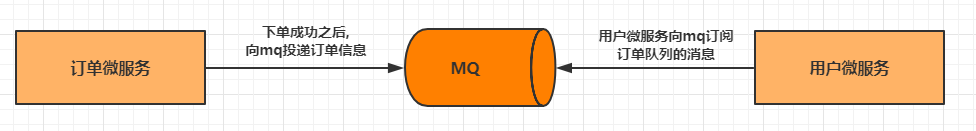 订单微服务
下单成功之后,
向mq投递订单信息
MQ
用户微服务向mq订阅
订单队列的消息
用户微服务